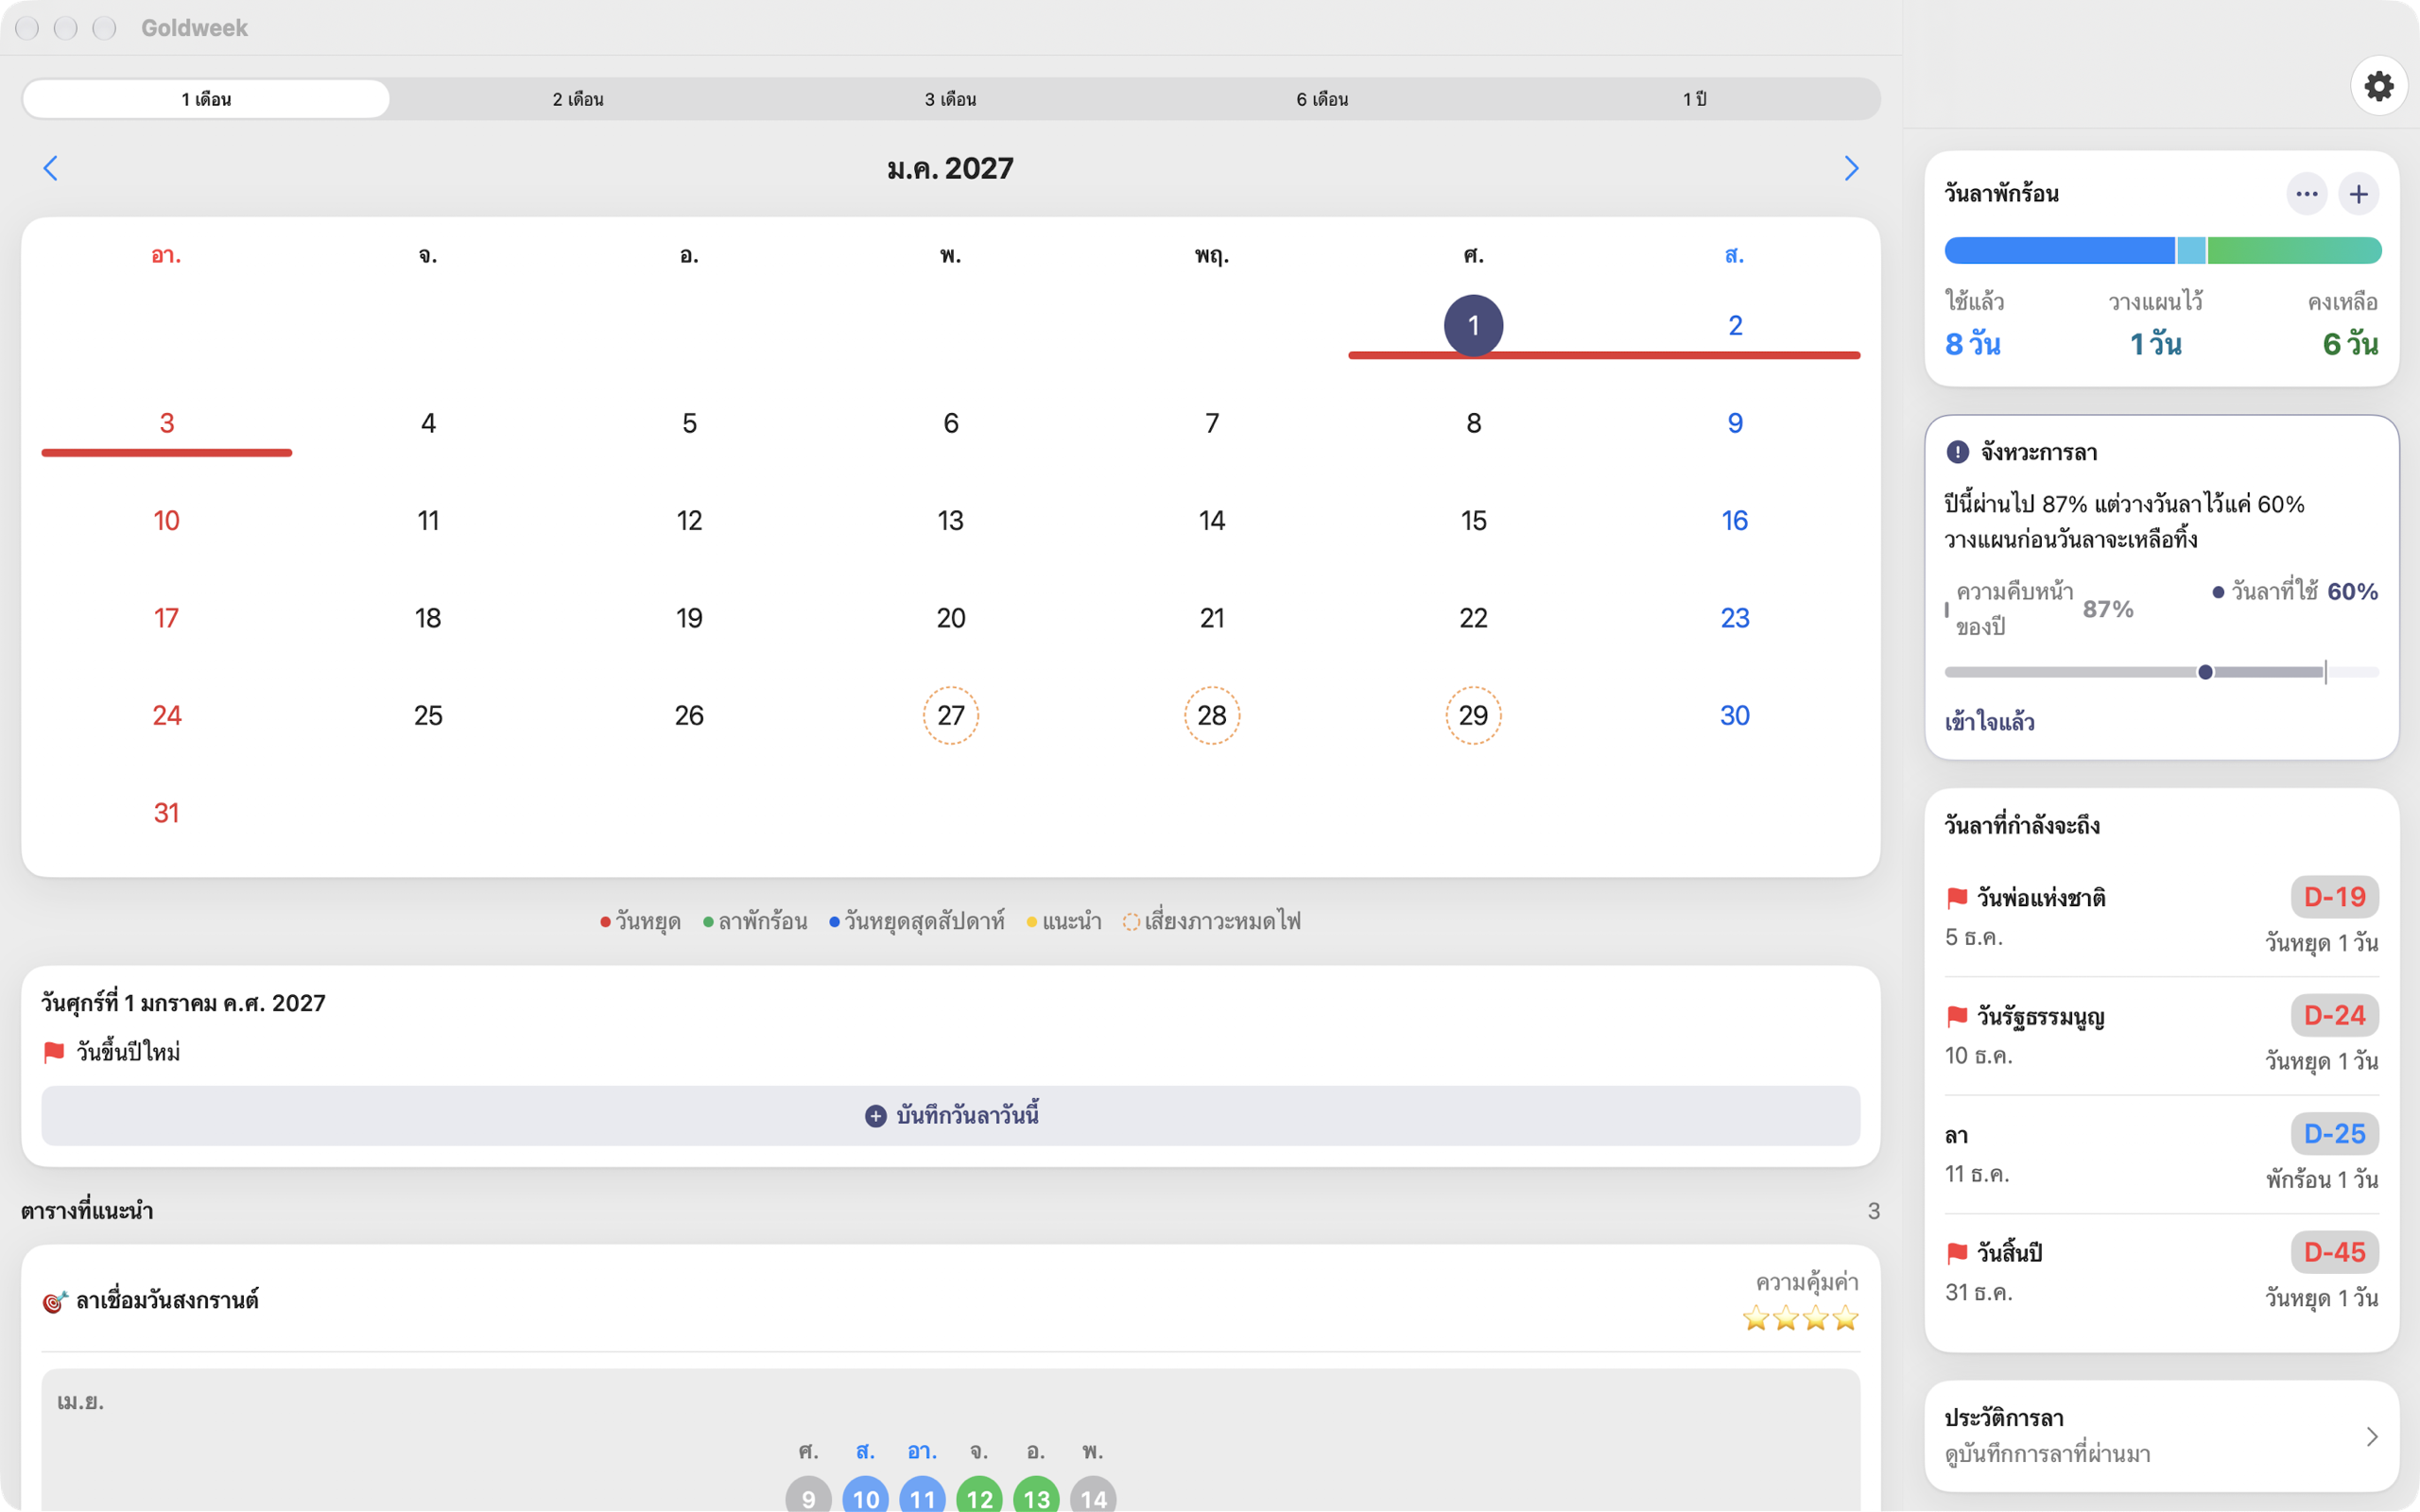 Goldweek
1 เดือน
2 เดือน
3 เดือน
6 เดือน
1 ปี
ม.ค. 2027
อา. จ. อ. พ. พฤ. ศ. ส.
1 2
3 4 5 6 7 8 9
10 11 12 13 14 15 16
17 18 19 20 21 22 23
24 25 26 27 28 29 30
31
วันหยุด ลาพักร้อน วันหยุดสุดสัปดาห์ แนะนำ เสี่ยงภาวะหมดไฟ
วันศุกร์ที่ 1 มกราคม ค.ศ. 2027
วันขึ้นปีใหม่
บันทึกวันลาวันนี้
ตารางที่แนะนำ 3
ลาเชื่อมวันสงกรานต์
ความคุ้มค่า
เม.ย.
ศ. ส. อา. จ. อ. พ.
9 10 11 12 13 14
วันลาพักร้อน
ใช้แล้ว วางแผนไว้ คงเหลือ
8 วัน 1 วัน 6 วัน
จังหวะการลา
ปีนี้ผ่านไป 87% แต่วางวันลาไว้แค่ 60%
วางแผนก่อนวันลาจะเหลือทิ้ง
ความคืบหน้า
ของปี 87%
วันลาที่ใช้ 60%
เข้าใจแล้ว
วันลาที่กำลังจะถึง
วันพ่อแห่งชาติ D-19
5 ธ.ค. วันหยุด 1 วัน
วันรัฐธรรมนูญ D-24
10 ธ.ค. วันหยุด 1 วัน
ลา D-25
11 ธ.ค. พักร้อน 1 วัน
วันสิ้นปี D-45
31 ธ.ค. วันหยุด 1 วัน
ประวัติการลา
ดูบันทึกการลาที่ผ่านมา